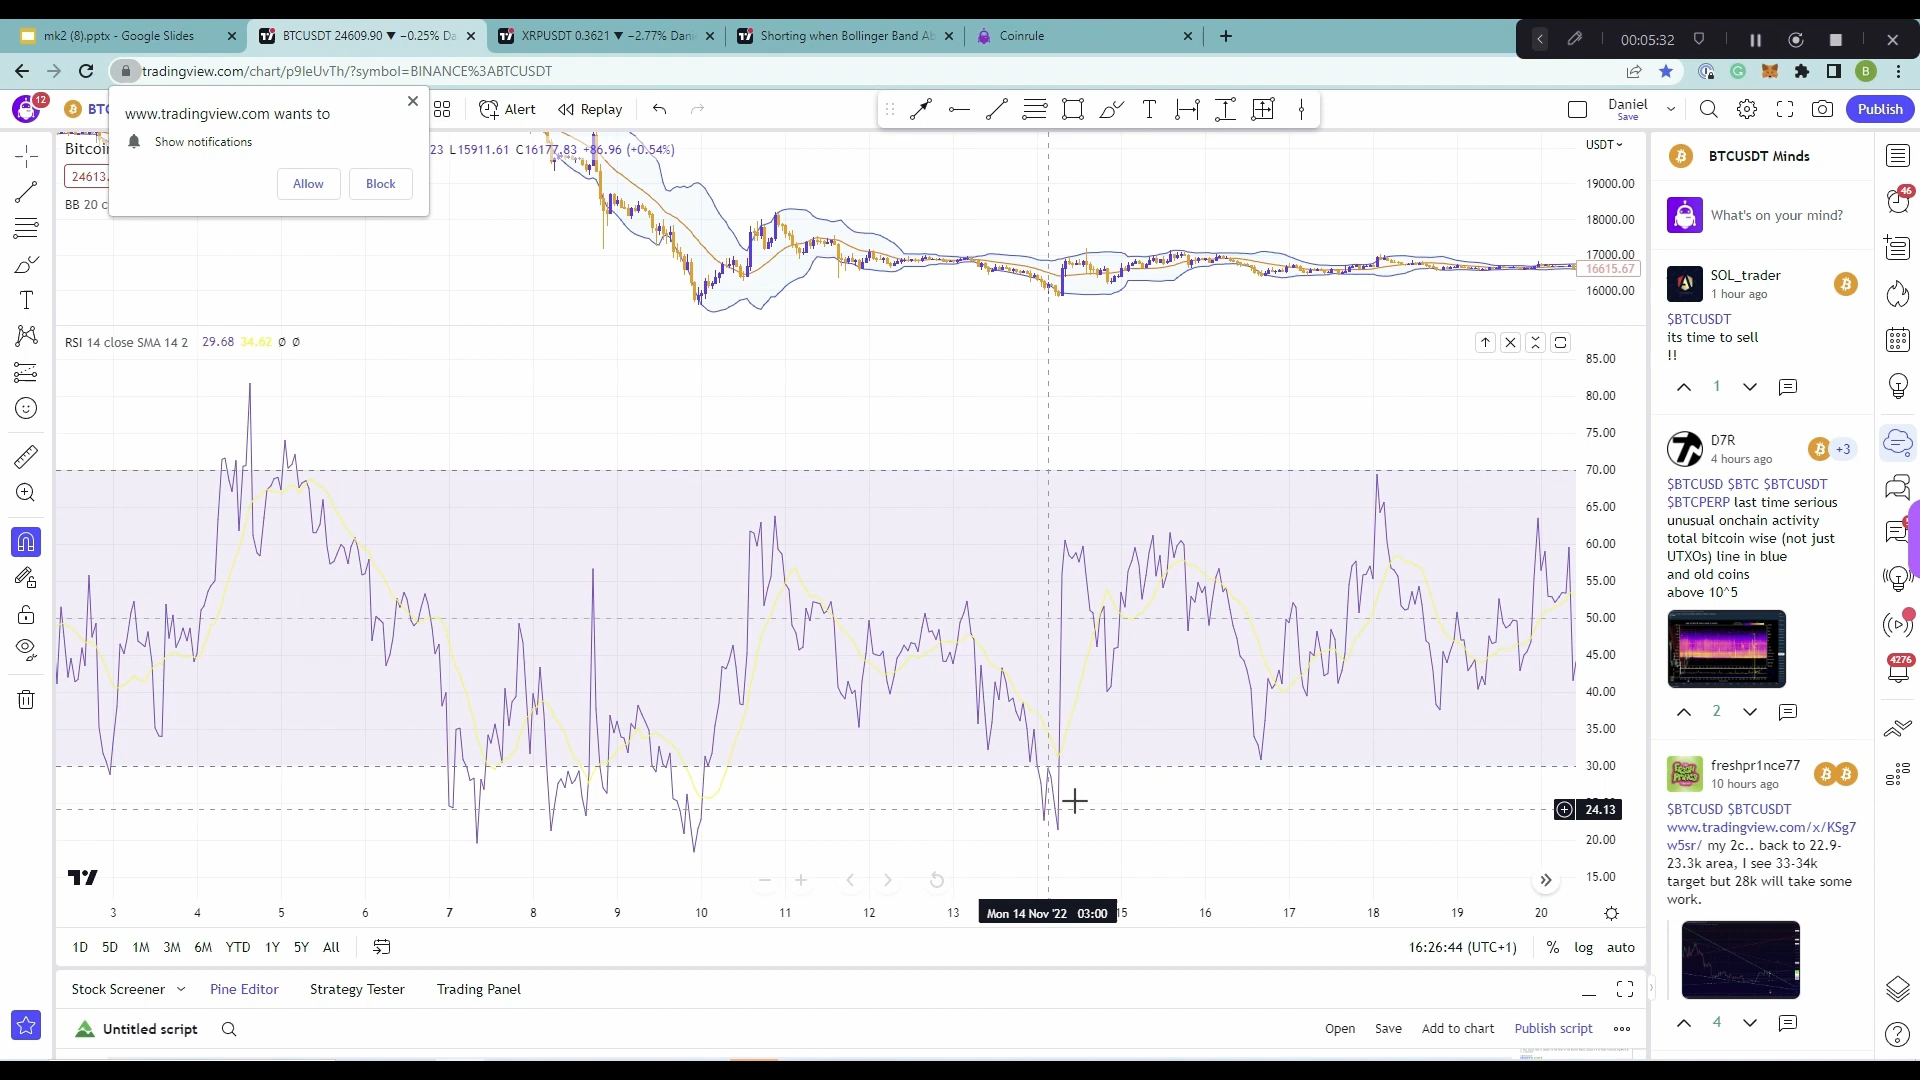 mk2 (8).pptx - Google Slides
BTCUSDT 24609.90 ▼ −0.25% Da
XRPUSDT 0.3621 ▼ −2.77% Dani
Shorting when Bollinger Band Ab
Coinrule
00:05:32
tradingview.com/chart/p9IeUvTh/?symbol=BINANCE%3ABTCUSDT
B
12
BTC
www.tradingview.com wants to
Show notifications
Allow
Block
Alert
Replay
Daniel
Save
Publish
Bitcoi
23 L15911.61 C16177.83 +86.96 (+0.54%)
24613.
BB 20 c
USDT
19000.00
18000.00
17000.00
16615.67
16000.00
RSI 14 close SMA 14 2 29.68 34.62 Ø Ø
85.00
80.00
75.00
70.00
65.00
60.00
55.00
50.00
45.00
40.00
35.00
30.00
24.13
20.00
15.00
3 4 5 6 7 8 9 10 11 12 13 Mon 14 Nov '22 03:00 15 16 17 18 19 20
1D 5D 1M 3M 6M YTD 1Y 5Y All
16:26:44 (UTC+1) % log auto
Stock Screener Pine Editor Strategy Tester Trading Panel
Untitled script
Open Save Add to chart Publish script
BTCUSDT Minds
What's on your mind?
SOL_trader
1 hour ago
$BTCUSDT
its time to sell
!!
1
D7R
4 hours ago
+3
$BTCUSD $BTC $BTCUSDT
$BTCPERP last time serious
unusual onchain activity
total bitcoin wise (not just
UTXOs) line in blue
and old coins
above 10^5
2
freshpr1nce77
10 hours ago
$BTCUSD $BTCUSDT
www.tradingview.com/x/KSg7
w5sr/ my 2c.. back to 22.9-
23.3k area, I see 33-34k
target but 28k will take some
work.
4
46
4276